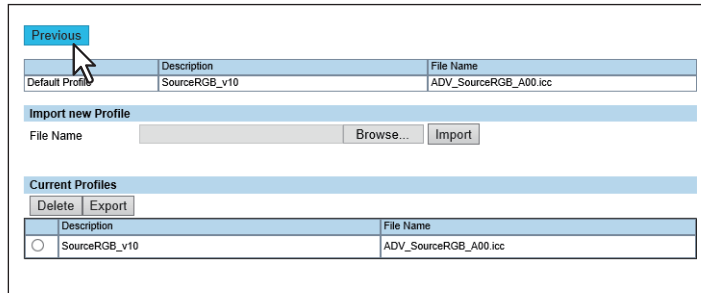 Previous
Description File Name
Default Profile SourceRGB_v10 ADV_SourceRGB_A00.icc
Import new Profile
File Name Browse... Import
Current Profiles
Delete Export
Description File Name
SourceRGB_v10 ADV_SourceRGB_A00.icc